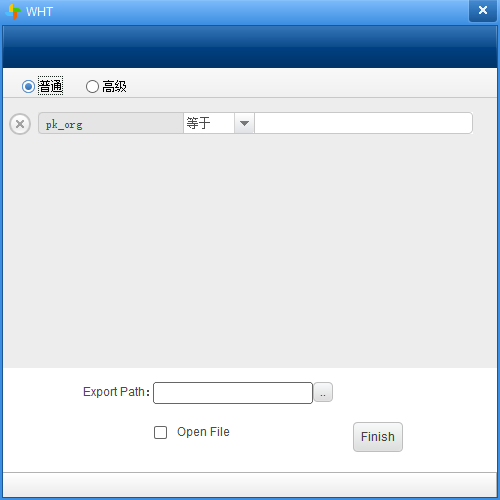 WHT
普通 高级
pk_org 等于
Export Path: ..
Open File
Finish